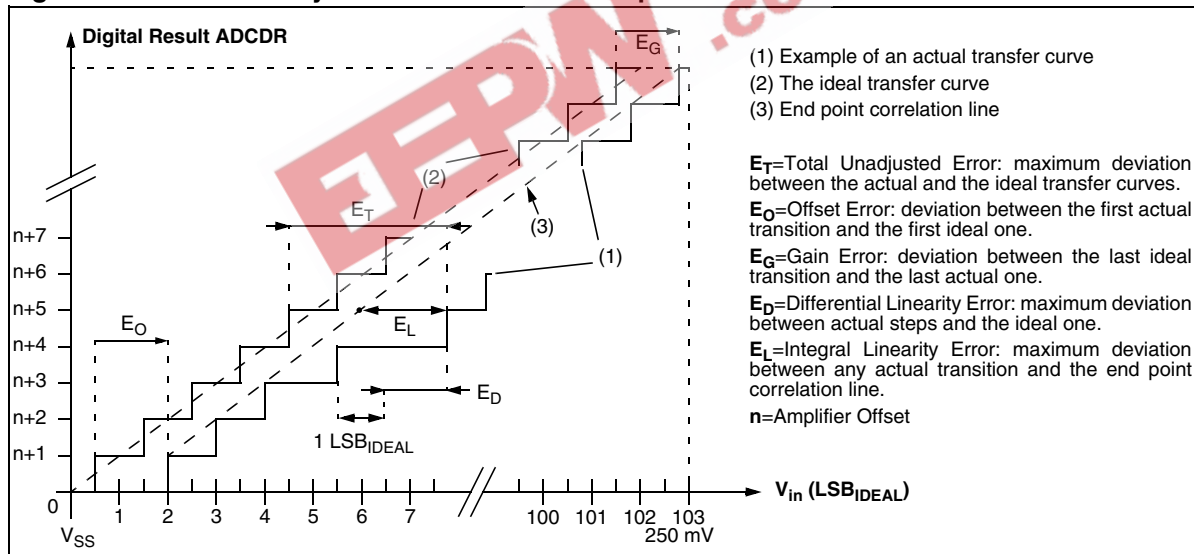 Digital Result ADCDR
EG
(1) Example of an actual transfer curve
(2) The ideal transfer curve
(3) End point correlation line
ET=Total Unadjusted Error: maximum deviation
between the actual and the ideal transfer curves.
EO=Offset Error: deviation between the first actual
transition and the first ideal one.
EG=Gain Error: deviation between the last ideal
transition and the last actual one.
ED=Differential Linearity Error: maximum deviation
between actual steps and the ideal one.
EL=Integral Linearity Error: maximum deviation
between any actual transition and the end point
correlation line.
n=Amplifier Offset
(2)
ET
(3)
(1)
n+7
n+6
n+5
n+4
n+3
n+2
n+1
0
EO
EL
ED
1 LSBIDEAL
1 2 3 4 5 6 7 100 101 102 103
VSS
250 mV
Vin (LSBIDEAL)
EEPW